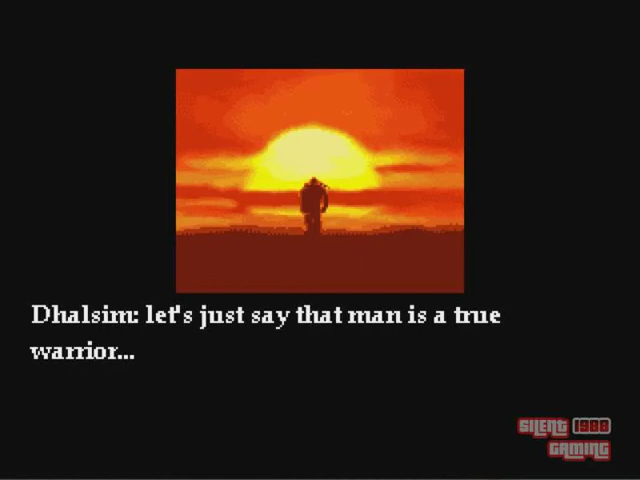 Dhalsim: let's just say that man is a true
warrior...
SILENT 1988
GAMING